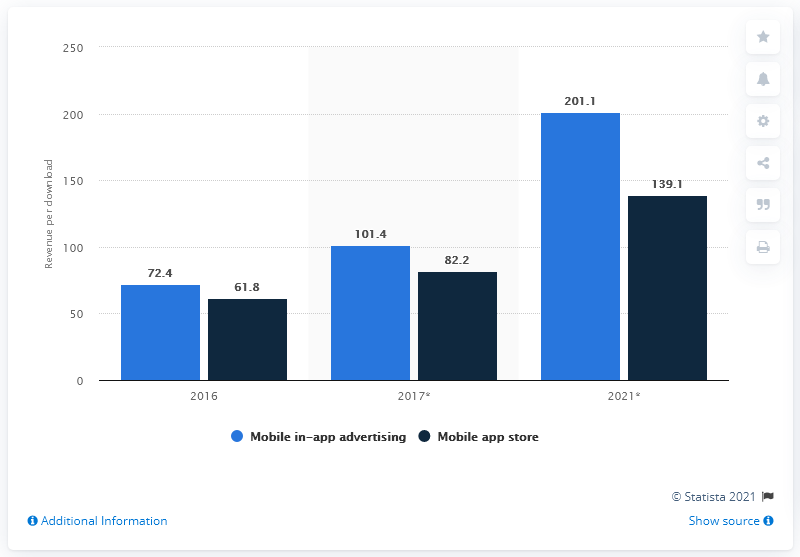 250
200
150
100
50
0
Revenue per download
72.4
61.8
101.4
82.2
201.1
139.1
2016
2017*
2021*
Mobile in-app advertising
Mobile app store
© Statista 2021
Additional Information
Show source